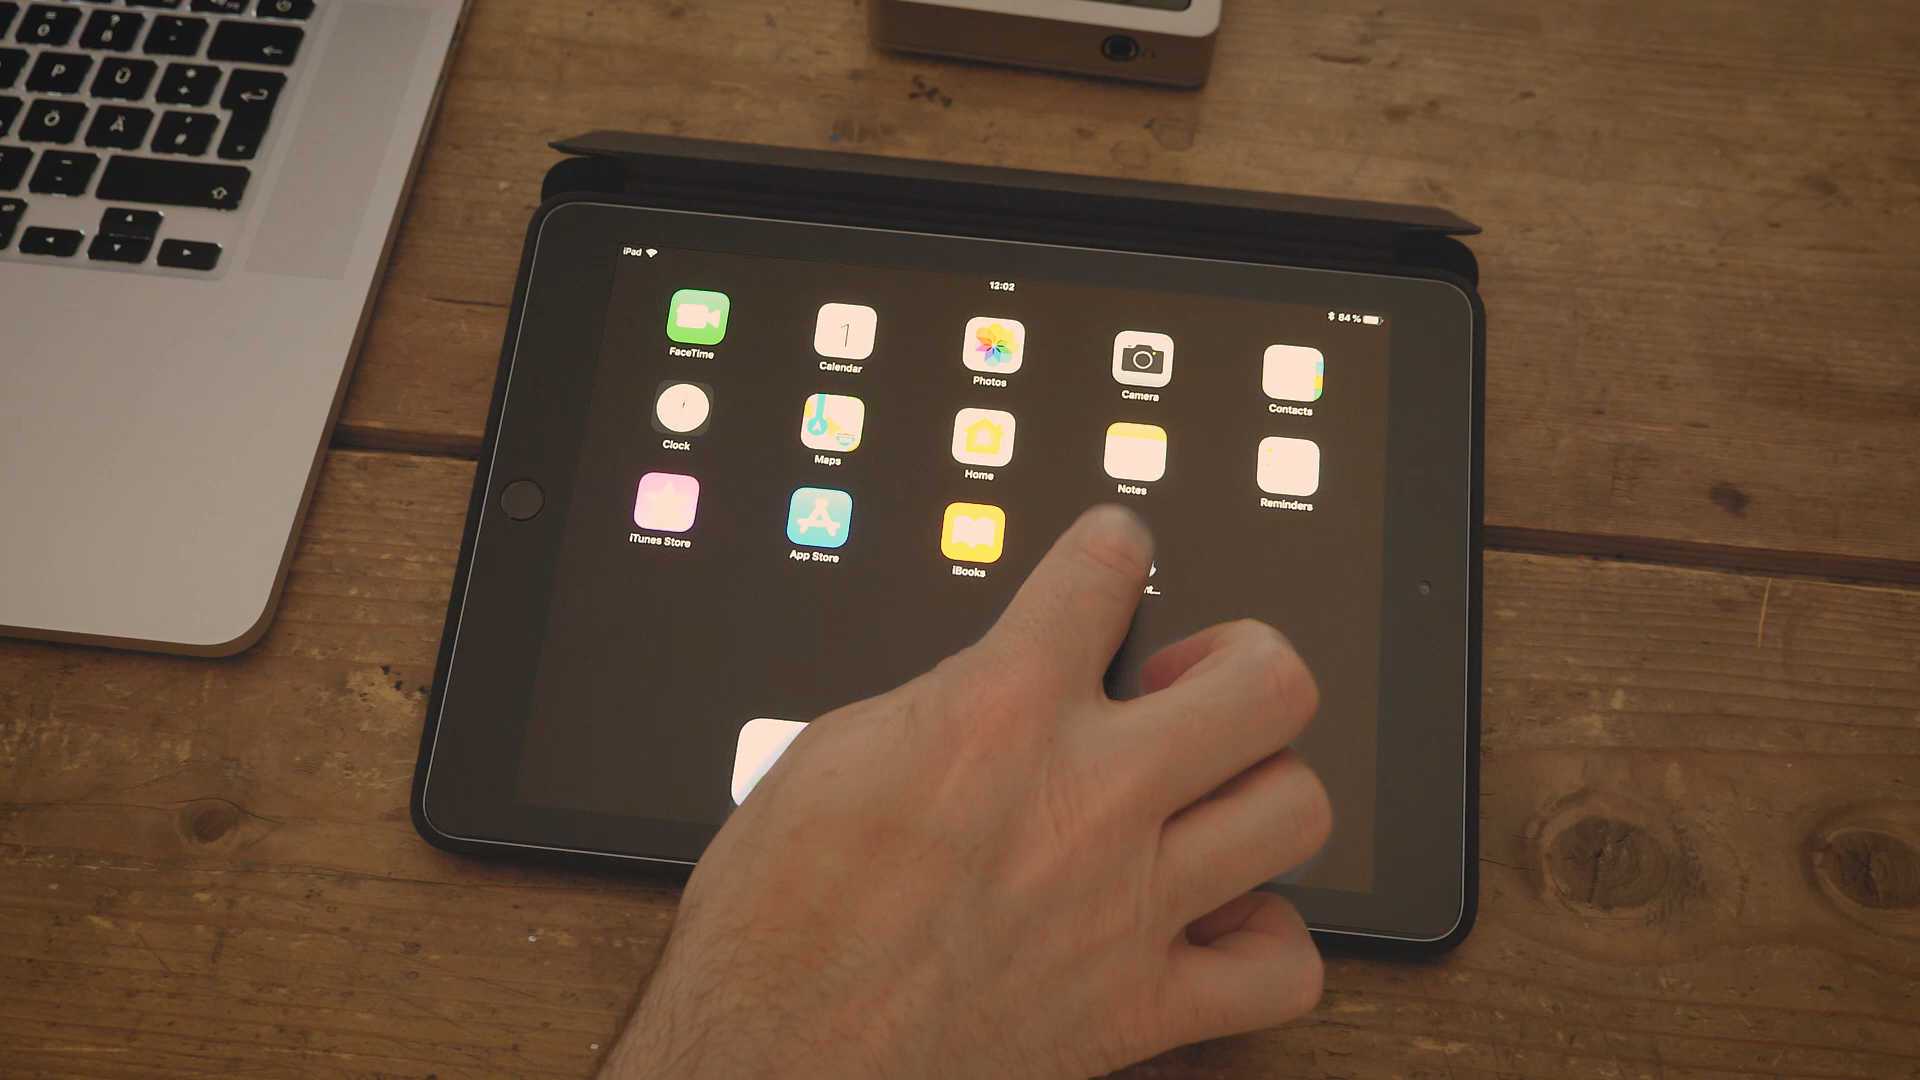 iPad
12:02
84 %
FaceTime
1
Calendar
Photos
Camera
Contacts
Clock
Maps
Home
Notes
Reminders
iTunes Store
App Store
iBooks
Ö
P
Ü
Ä